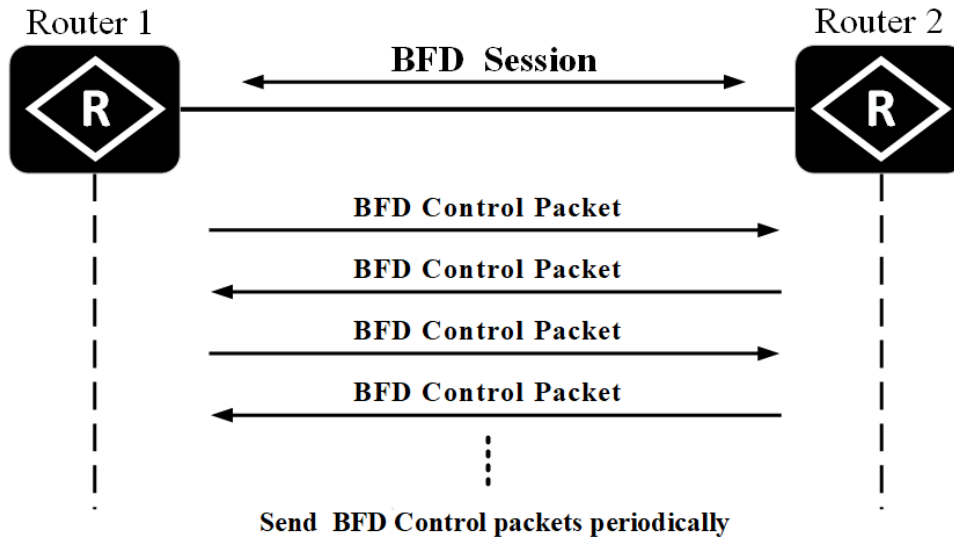 Router 1
Router 2
BFD Session
R
R
BFD Control Packet
BFD Control Packet
BFD Control Packet
BFD Control Packet
Send BFD Control packets periodically